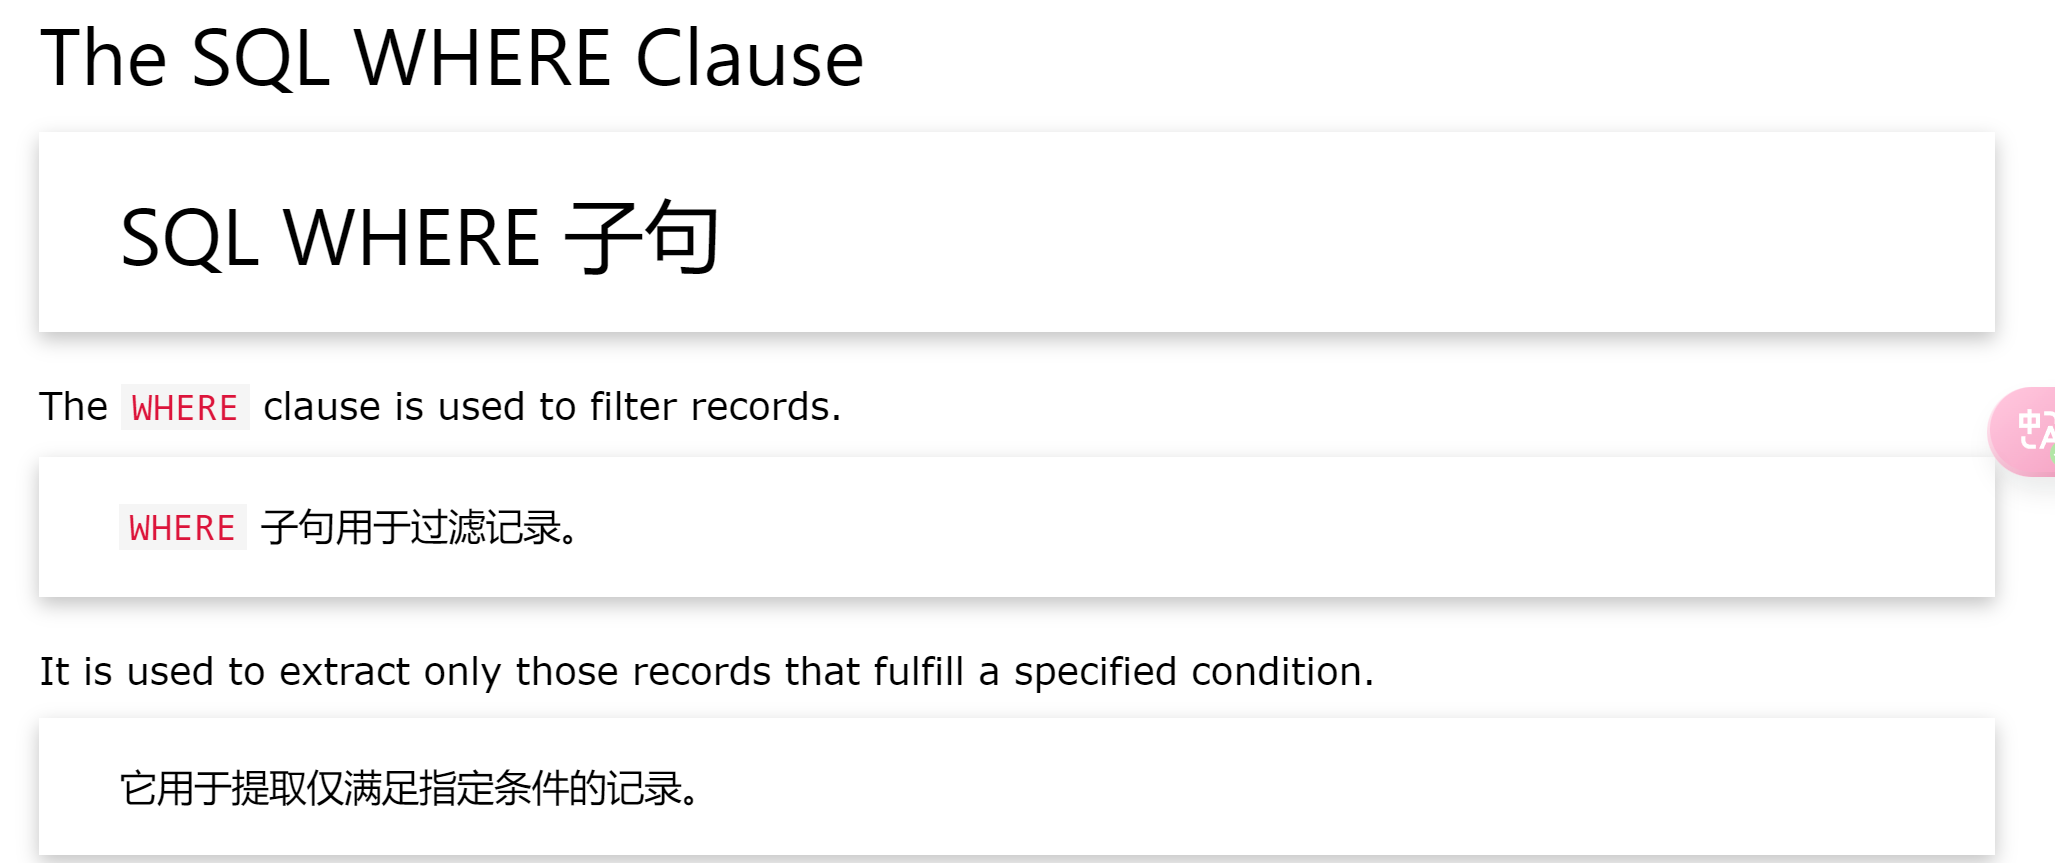 The SQL WHERE Clause
SQL WHERE 子句
The WHERE clause is used to filter records.
WHERE 子句用于过滤记录。
It is used to extract only those records that fulfill a specified condition.
它用于提取仅满足指定条件的记录。